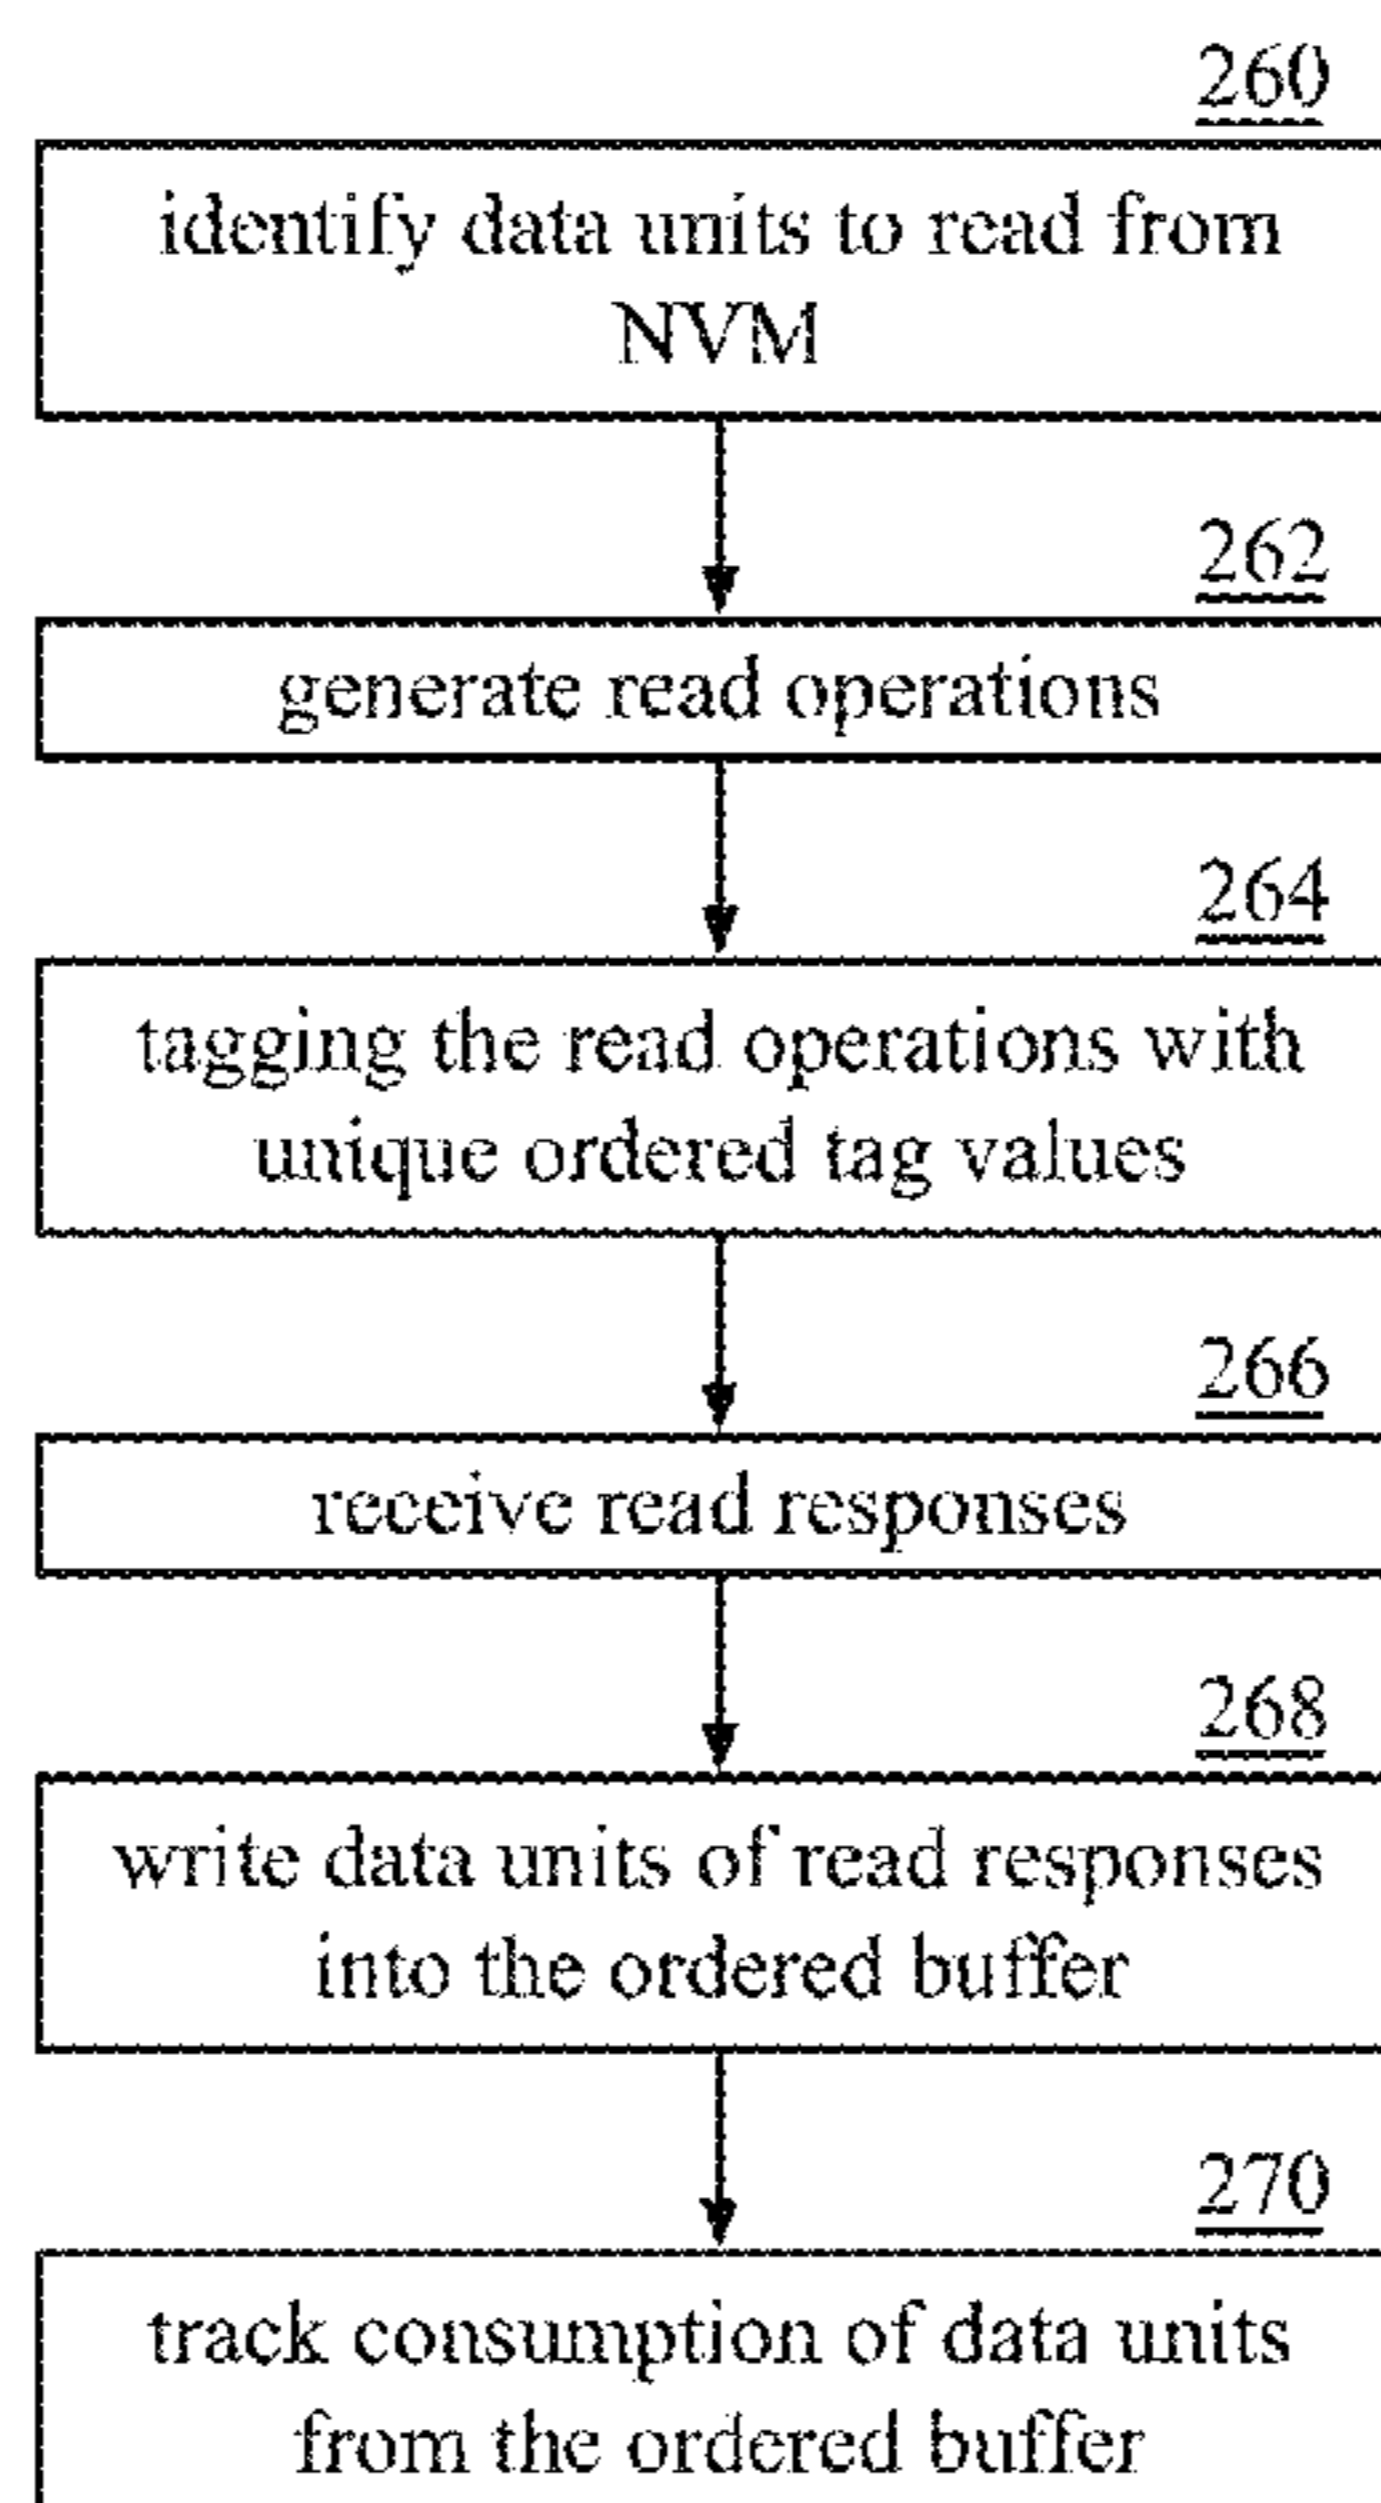 260
identify data units to read from
NVM
262
generate read operations
264
tagging the read operations with
unique ordered tag values
266
receive read responses
268
write data units of read responses
into the ordered buffer
270
track consumption of data units
from the ordered buffer